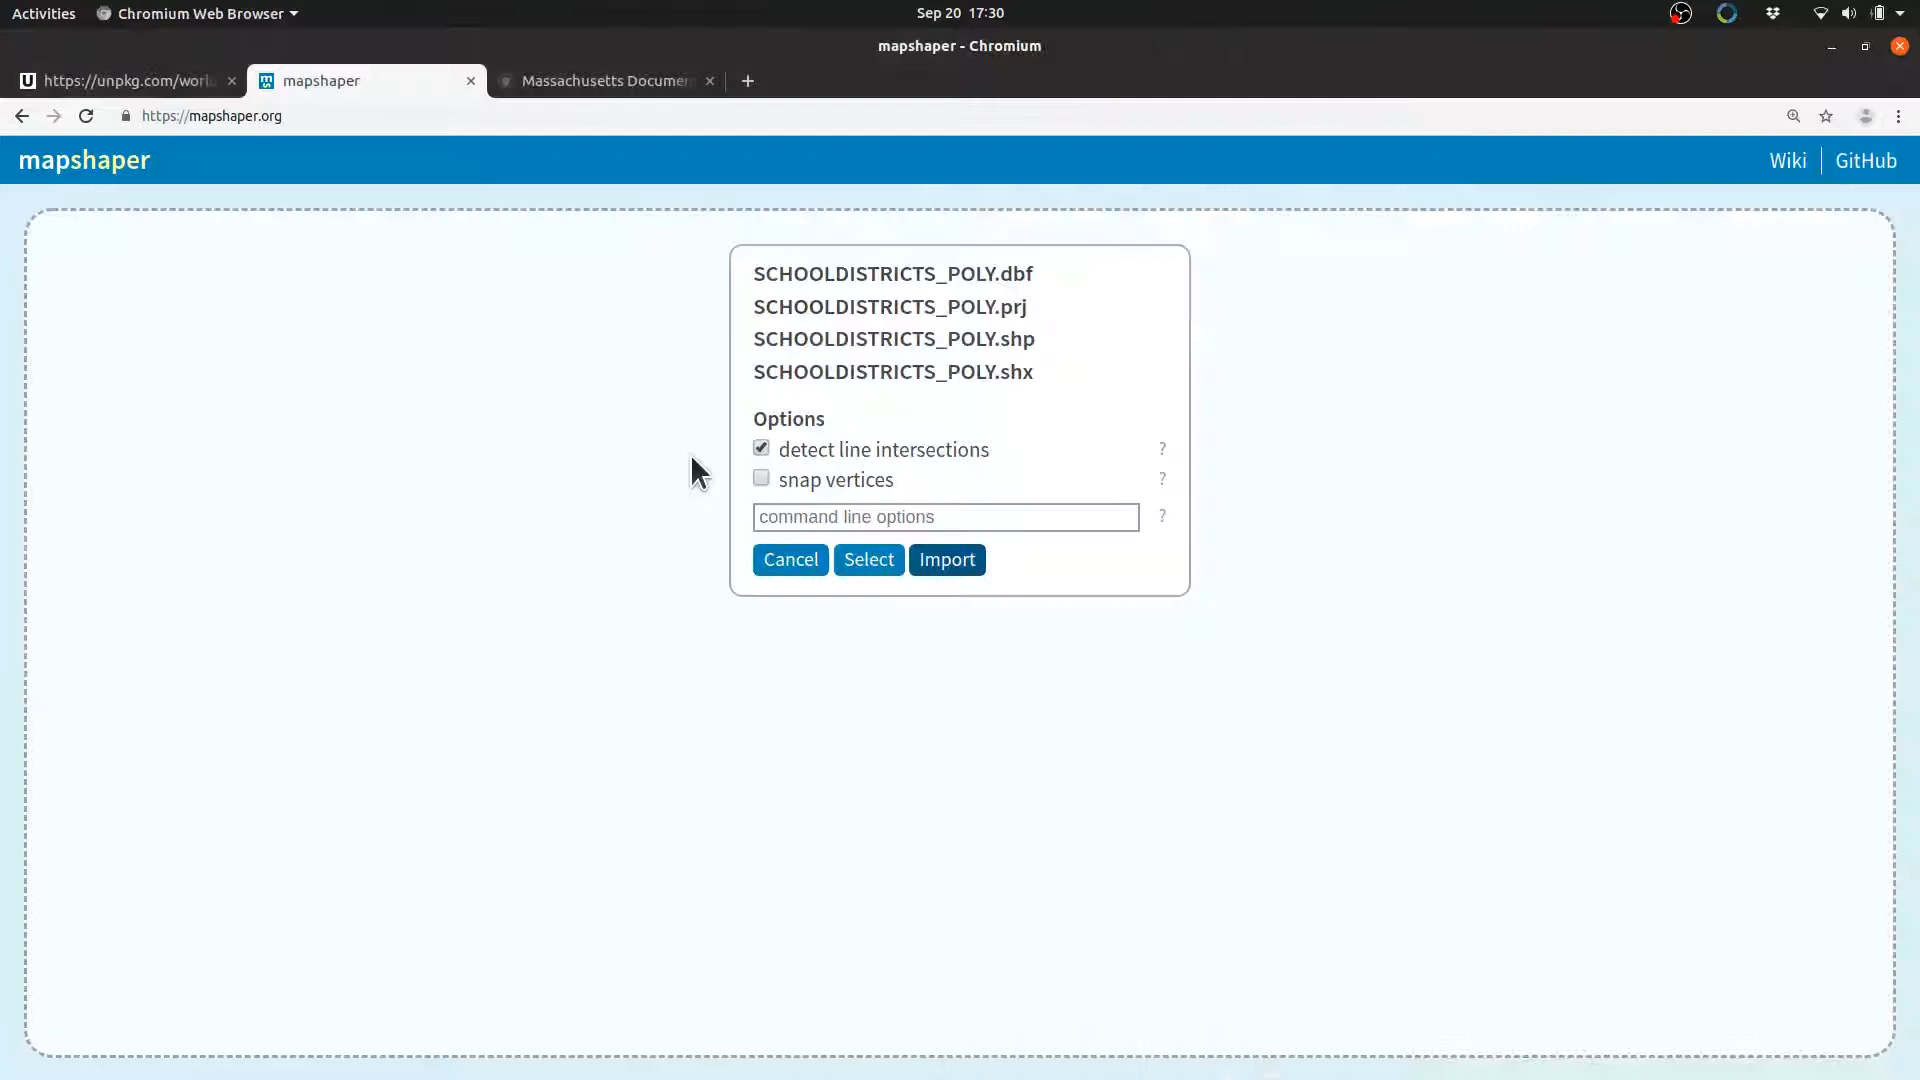 Activities Chromium Web Browser Sep 20 17:30
mapshaper - Chromium
https://unpkg.com/worl mapshaper Massachusetts Documen
https://mapshaper.org
mapshaper Wiki GitHub
SCHOOLDISTRICTS_POLY.dbf
SCHOOLDISTRICTS_POLY.prj
SCHOOLDISTRICTS_POLY.shp
SCHOOLDISTRICTS_POLY.shx
Options
detect line intersections ?
snap vertices ?
command line options ?
Cancel Select Import